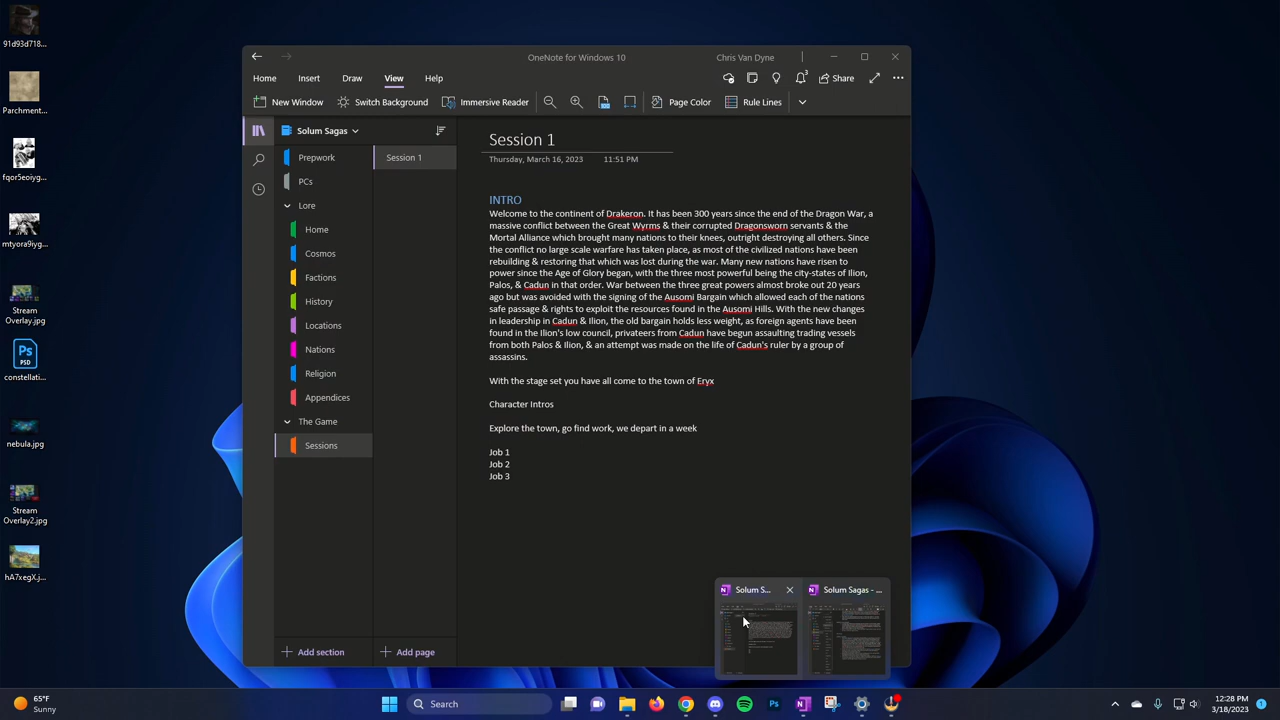 91d93d718...
Parchment...
fqor5eoiyg...
mtyora9iyg...
Stream
Overlay.jpg
constellati...
nebula.jpg
Stream
Overlay2.jpg
hA7xegX.j...
OneNote for Windows 10
Chris Van Dyne
Home
Insert
Draw
View
Help
3
Share
New Window
Switch Background
Immersive Reader
100
Page Color
Rule Lines
Solum Sagas
Prepwork
PCs
Lore
Home
Cosmos
Factions
History
Locations
Nations
Religion
Appendices
The Game
Sessions
Add section
Session 1
Add page
Session 1
Thursday, March 16, 2023 11:51 PM
INTRO
Welcome to the continent of Drakeron. It has been 300 years since the end of the Dragon War, a
massive conflict between the Great Wyrms & their corrupted Dragonsworn servants & the
Mortal Alliance which brought many nations to their knees, outright destroying all others. Since
the conflict no large scale warfare has taken place, as most of the civilized nations have been
rebuilding & restoring that which was lost during the war. Many new nations have risen to
power since the Age of Glory began, with the three most powerful being the city-states of Ilion,
Palos, & Cadun in that order. War between the three great powers almost broke out 20 years
ago but was avoided with the signing of the Ausomi Bargain which allowed each of the nations
safe passage & rights to exploit the resources found in the Ausomi Hills. With the new changes
in leadership in Cadun & Ilion, the old bargain holds less weight, as foreign agents have been
found in the Ilion's low council, privateers from Cadun have begun assaulting trading vessels
from both Palos & Ilion, & an attempt was made on the life of Cadun's ruler by a group of
assassins.
With the stage set you have all come to the town of Eryx
Character Intros
Explore the town, go find work, we depart in a week
Job 1
Job 2
Job 3
Solum S...
Solum Sagas - ...
65°F
Sunny
Search
12:28 PM
3/18/2023
1